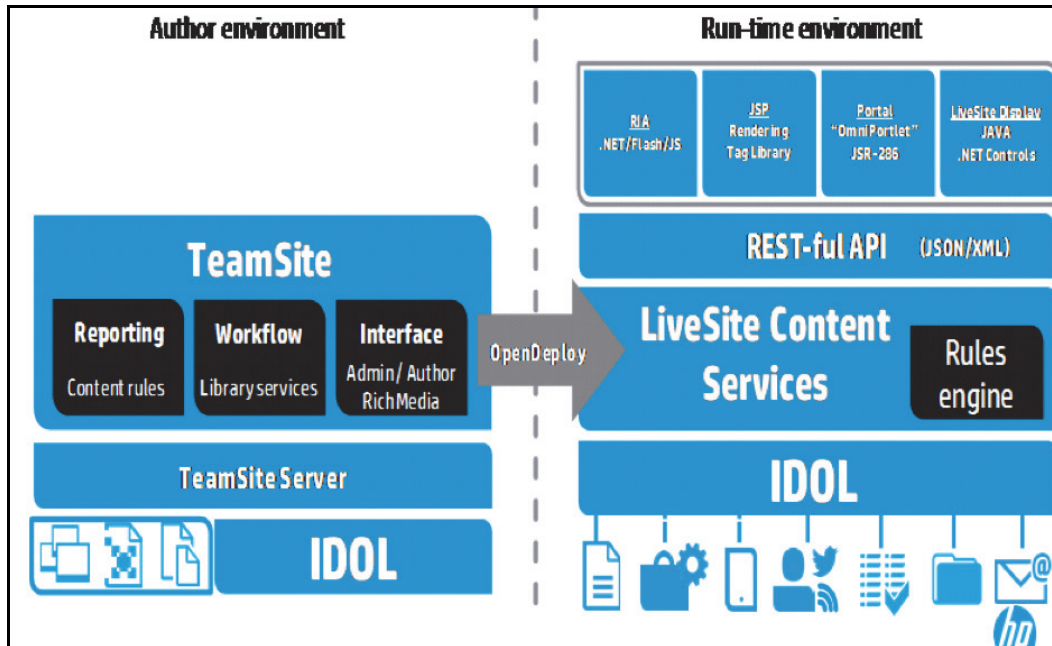 Author environment
Run-time environment
RIA
.NET/Flash/JS
JSP
Rendering
Tag Library
Portal
“OmniPortlet”
JSR-286
LiveSite Display
JAVA
.NET Controls
REST-ful API (JSON/XML)
TeamSite
Reporting
Content rules
Workflow
Library services
Interface
Admin/ Author
RichMedia
OpenDeploy
LiveSite Content
Services
Rules
engine
TeamSite Server
IDOL
IDOL
@
hp